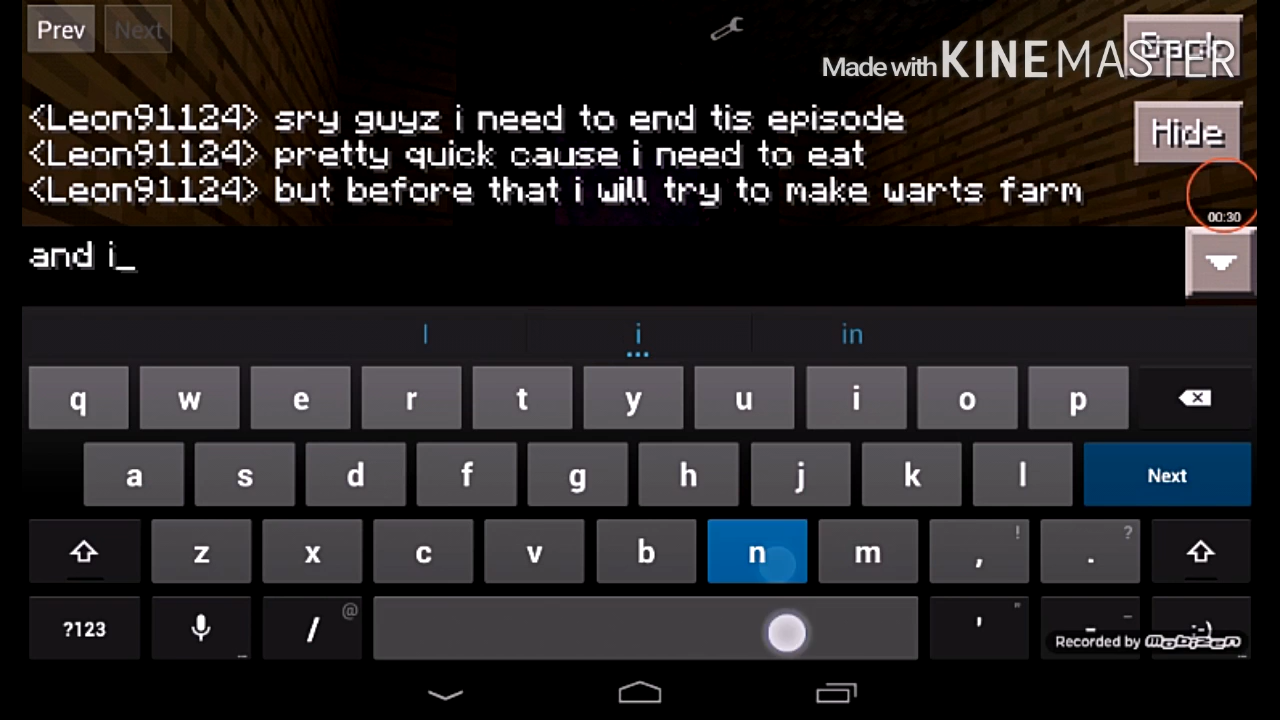 Prev Next
Back
Made with KINEMASTER
<Leon91124> sry guyz i need to end tis episode
<Leon91124> pretty quick cause i need to eat
<Leon91124> but before that i will try to make warts farm
Hide
00:30
and i_
I i in
q w e r t y u i o p
a s d f g h j k l Next
z x c v b n m , ! . ?
?123 / @ ' " - _ :-)
Recorded by mobizen